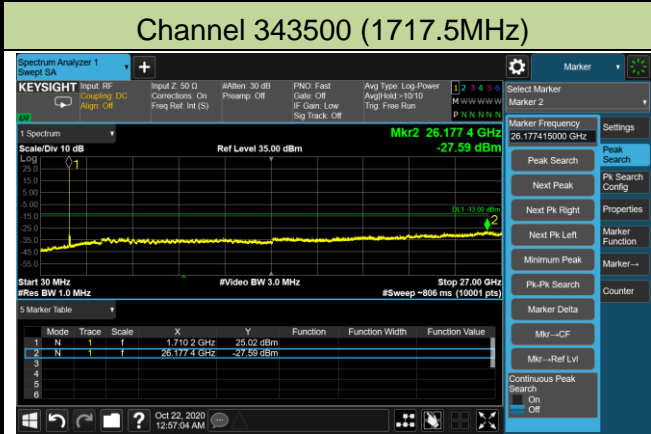 Channel 343500 (1717.5MHz)
Spectrum Analyzer 1
Swept SA
+
Marker
KEYSIGHT
Input: RF
Coupling: DC
Align: Off
Input Z: 50 Ω
Corrections: On
Freq Ref: Int (S)
#Atten: 30 dB
Preamp: Off
PNO: Fast
Gate: Off
IF Gain: Low
Sig Track: Off
Avg Type: Log-Power
Avg|Hold:>10/10
Trig: Free Run
1 2 3 4 5 6
M W W W W W
P N N N N N
LXI
Select Marker
Marker 2
1 Spectrum
Scale/Div 10 dB
Ref Level 35.00 dBm
Mkr2 26.177 4 GHz
-27.59 dBm
Log
25.0
15.0
5.00
-5.00
-15.0
-25.0
-35.0
-45.0
-55.0
1
DL1 -13.00 dBm
2
Start 30 MHz
#Res BW 1.0 MHz
#Video BW 3.0 MHz
Stop 27.00 GHz
#Sweep ~806 ms (10001 pts)
5 Marker Table
Mode Trace Scale X Y Function Function Width Function Value
1 N 1 f 1.710 2 GHz 25.02 dBm
2 N 1 f 26.177 4 GHz -27.59 dBm
3
4
5
6
Marker Frequency
26.177415000 GHz
Peak Search
Next Peak
Next Pk Right
Next Pk Left
Minimum Peak
Pk-Pk Search
Marker Delta
Mkr→CF
Mkr→Ref Lvl
Continuous Peak
Search
On
Off
Settings
Peak
Search
Pk Search
Config
Properties
Marker
Function
Marker→
Counter
?
Oct 22, 2020
12:57:04 AM